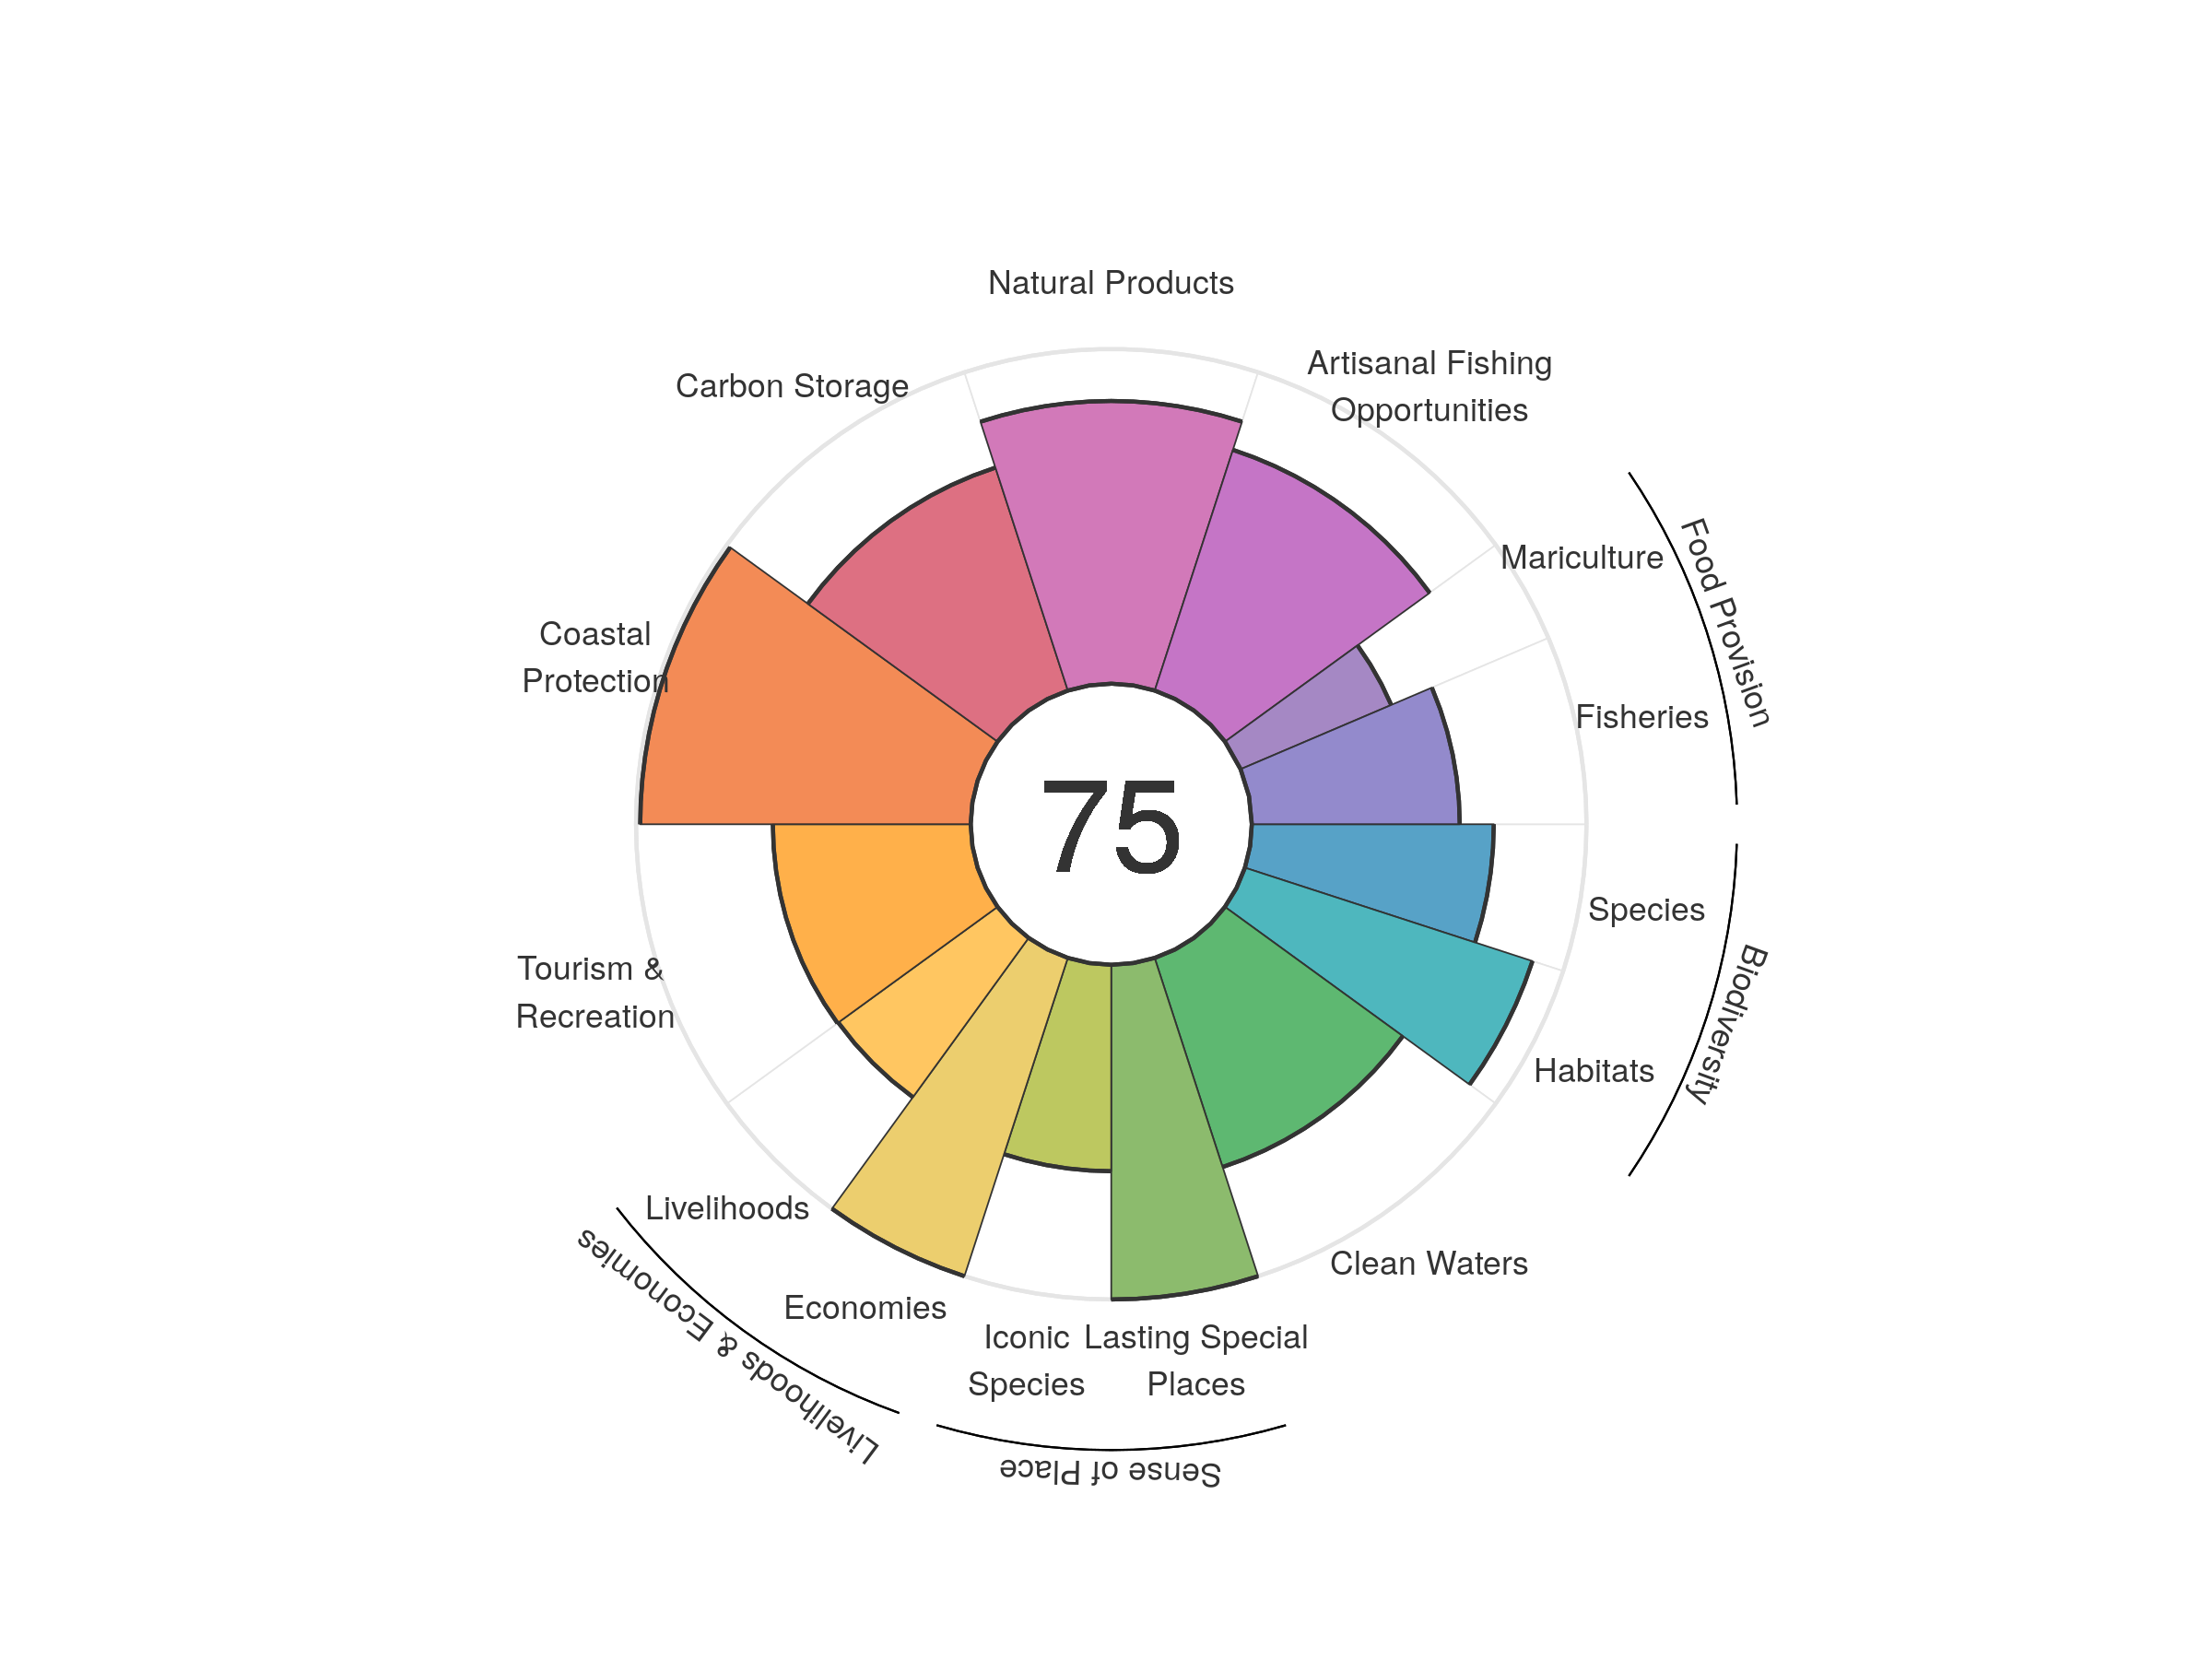 Natural Products
Artisanal Fishing
Opportunities
Carbon Storage
Mariculture
Food Provision
Coastal
Protection
Fisheries
75
Species
Biodiversity
Tourism &
Recreation
Habitats
Livelihoods
Livelihoods & Economies
Clean Waters
Economies
Iconic
Species
Lasting Special
Places
Sense of Place